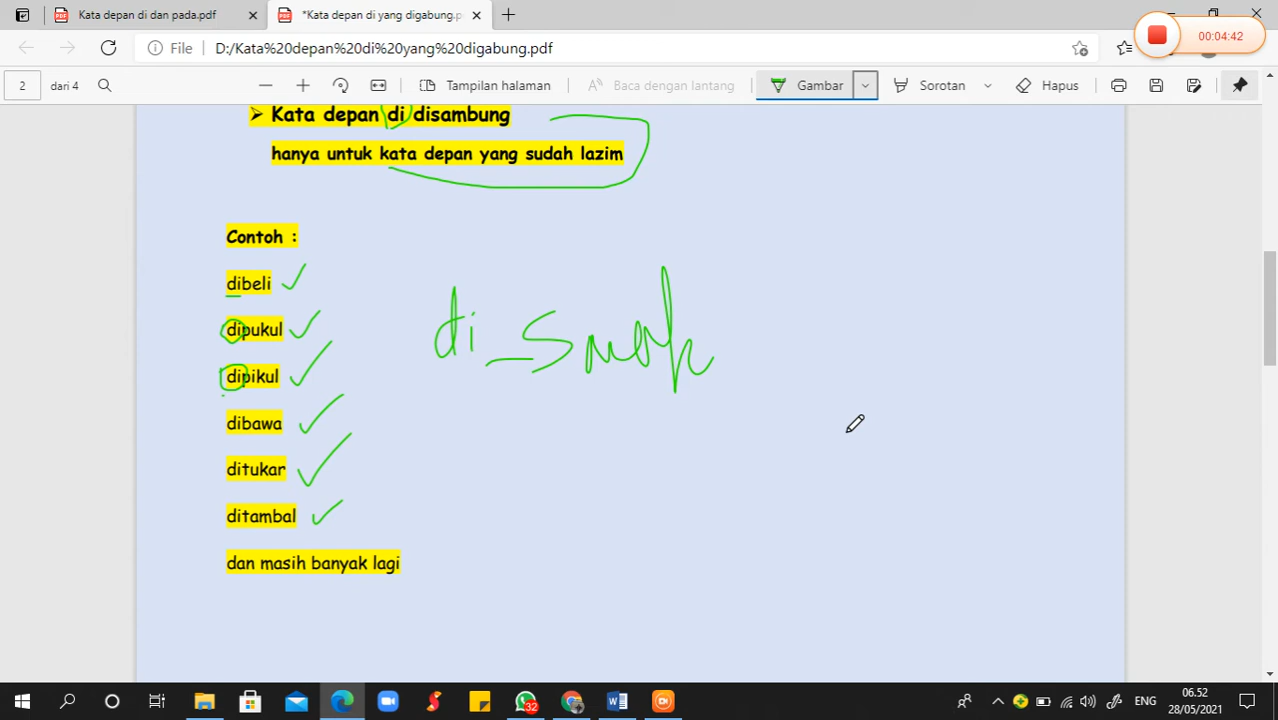 Kata depan di dan pada.pdf
*Kata depan di yang digabung.p
00:04:42
File
D:/Kata%20depan%20di%20yang%20digabung.pdf
2 dari 4
Tampilan halaman
Baca dengan lantang
Gambar
Sorotan
Hapus
➢ Kata depan di disambung
hanya untuk kata depan yang sudah lazim
Contoh :
dibeli
dipukul
dipikul
dibawa
ditukar
ditambal
dan masih banyak lagi
di
32
ENG
06.52
28/05/2021